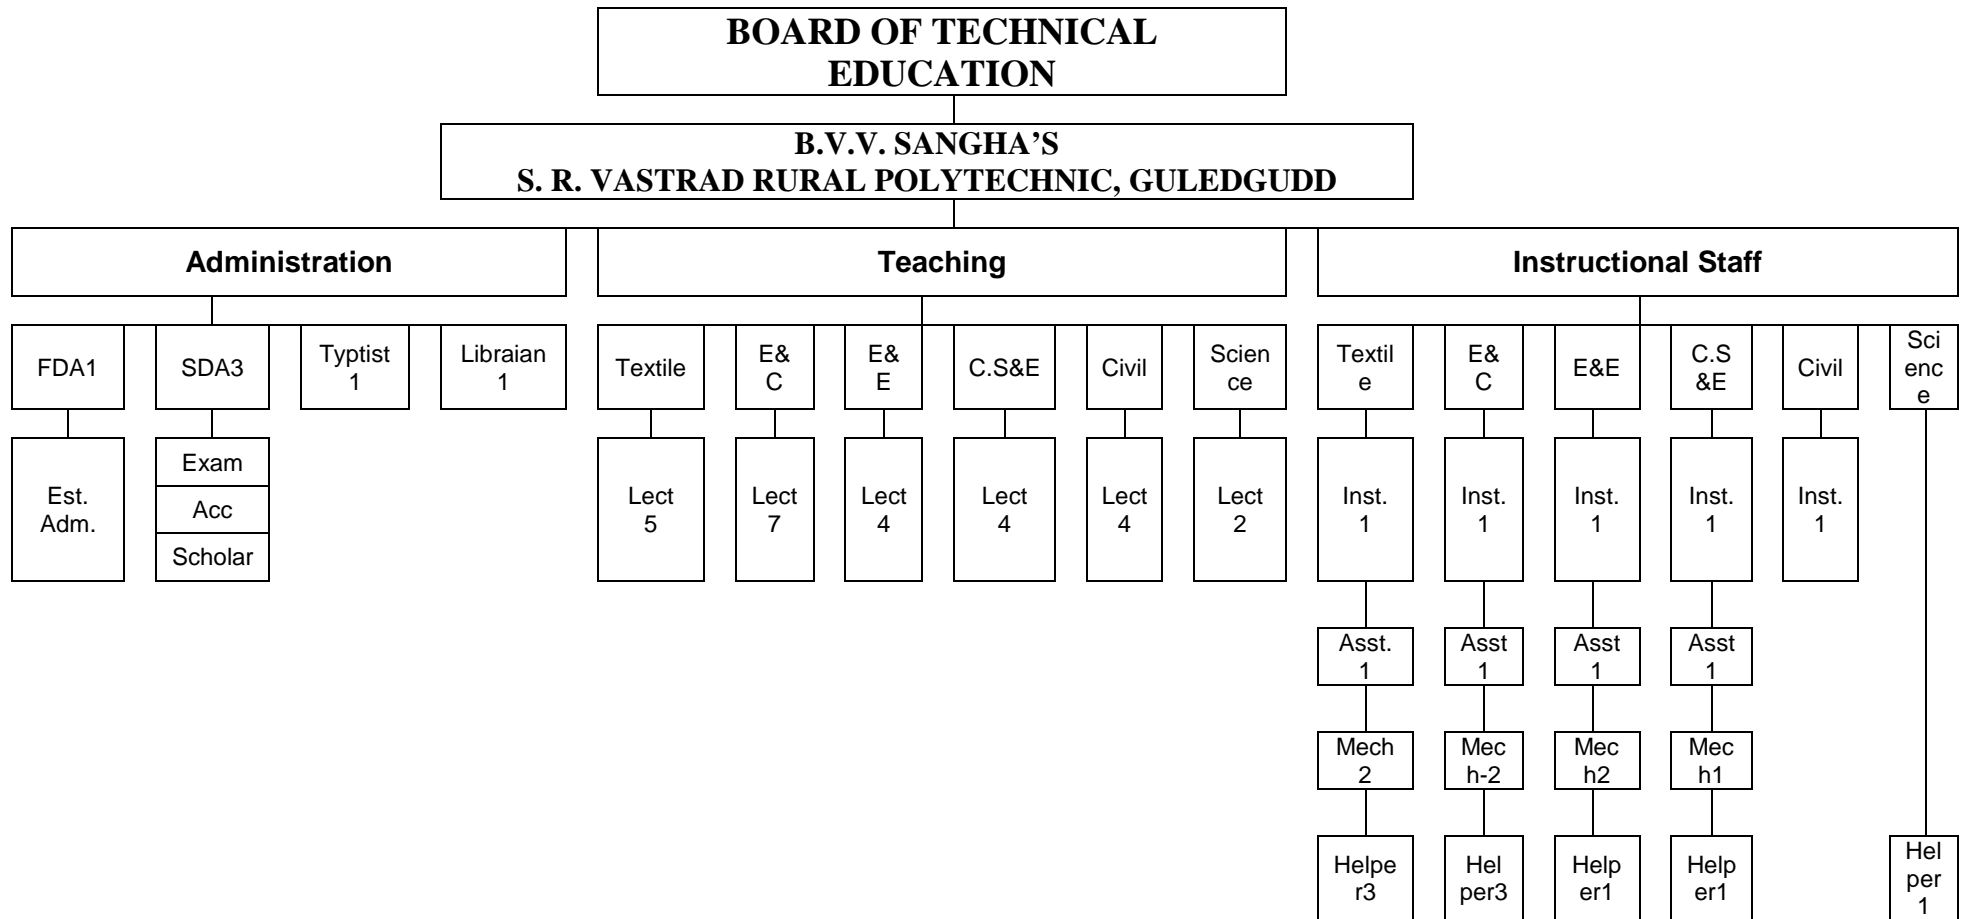 BOARD OF TECHNICAL
EDUCATION
B.V.V. SANGHA’S
S. R. VASTRAD RURAL POLYTECHNIC, GULEDGUDD
Administration
Teaching
Instructional Staff
FDA1
SDA3
Typtist
1
Libraian
1
Textile
E&
C
E&
E
C.S&E
Civil
Scien
ce
Textil
e
E&
C
E&E
C.S
&E
Civil
Sci
enc
e
Est.
Adm.
Exam
Acc
Scholar
Lect
5
Lect
7
Lect
4
Lect
4
Lect
4
Lect
2
Inst.
1
Inst.
1
Inst.
1
Inst.
1
Inst.
1
Asst.
1
Asst
1
Asst
1
Asst
1
Mech
2
Mec
h-2
Mec
h2
Mec
h1
Helpe
r3
Hel
per3
Help
er1
Help
er1
Hel
per
1